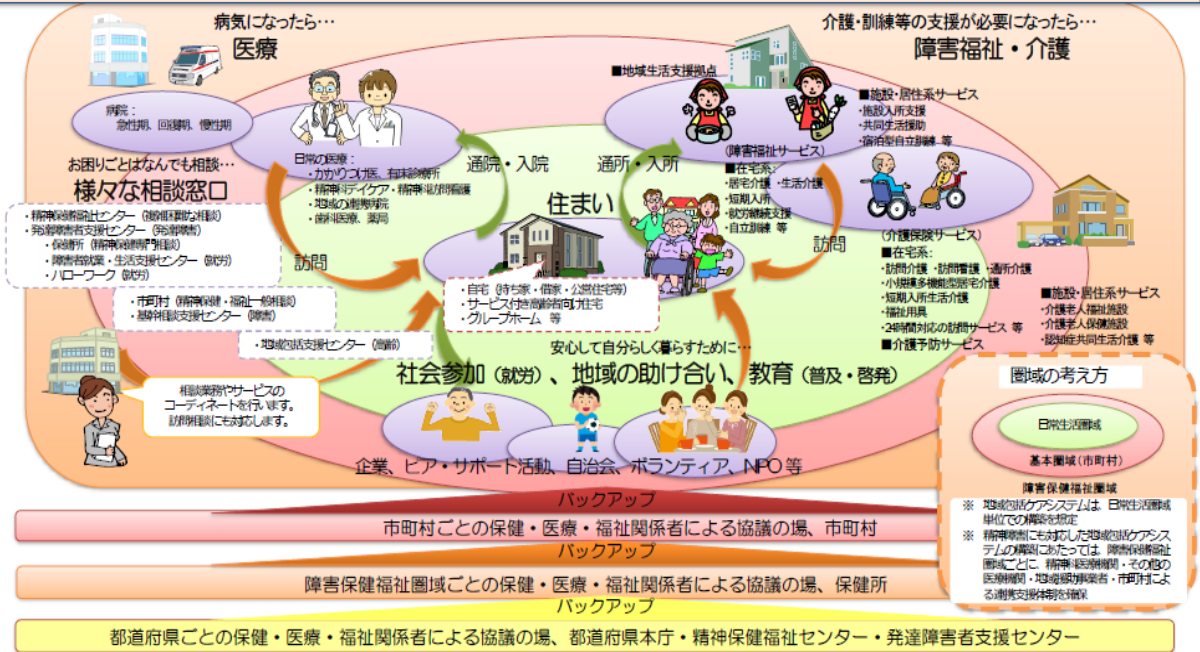 病気になったら…
医療
病院：
急性期、回復期、慢性期
日常の医療：
・かかりつけ医、有床診療所
・精神科デイケア・精神科訪問看護
・地域の連携病院
・歯科医療、薬局
介護・訓練等の支援が必要になったら…
障害福祉・介護
■地域生活支援拠点
■施設・居住系サービス
・施設入所支援
・共同生活援助
・宿泊型自立訓練 等
(障害福祉サービス)
■在宅系：
・居宅介護 ・生活介護
・短期入所
・就労継続支援
・自立訓練 等
(介護保険サービス)
■在宅系：
・訪問介護 ・訪問看護 ・通所介護
・小規模多機能型居宅介護
・短期入所生活介護
・福祉用具
・24時間対応の訪問サービス 等
■介護予防サービス
■施設・居住系サービス
・介護老人福祉施設
・介護老人保健施設
・認知症共同生活介護 等
お困りごとはなんでも相談…
様々な相談窓口
・精神保健福祉センター（複雑困難な相談）
・発達障害者支援センター（発達障害）
・保健所（精神保健専門相談）
・障害者就業・生活支援センター（就労）
・ハローワーク（就労）
・市町村（精神保健・福祉一般相談）
・基幹相談支援センター（障害）
・地域包括支援センター（高齢）
相談業務やサービスの
コーディネートを行います。
訪問相談にも対応します。
通院・入院
通所・入所
訪問
訪問
住まい
・自宅（持ち家・借家・公営住宅等）
・サービス付き高齢者向け住宅
・グループホーム 等
安心して自分らしく暮らすために…
社会参加（就労）、地域の助け合い、教育（普及・啓発）
企業、ピア・サポート活動、自治会、ボランティア、NPO 等
圏域の考え方
日常生活圏域
基本圏域（市町村）
障害保健福祉圏域
※ 地域包括ケアシステムは、日常生活圏域
単位での構築を想定
※ 精神障害にも対応した地域包括ケアシス
テムの構築にあたっては、障害保健福祉
圏域ごとに、精神科医療機関・その他の
医療機関・地域援助事業者・市町村によ
る連携支援体制を確保
バックアップ
市町村ごとの保健・医療・福祉関係者による協議の場、市町村
バックアップ
障害保健福祉圏域ごとの保健・医療・福祉関係者による協議の場、保健所
バックアップ
都道府県ごとの保健・医療・福祉関係者による協議の場、都道府県本庁・精神保健福祉センター・発達障害者支援センター